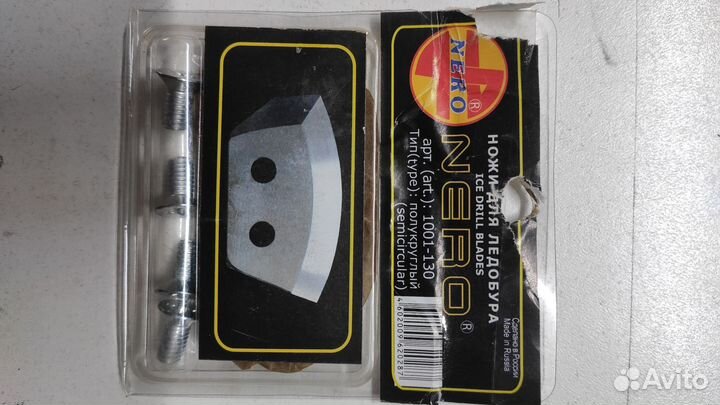 NERO®
НОЖИ ДЛЯ ЛЕДОБУРА
ICE DRILL BLADES
NERO®
арт. (art.): 1001-130
Тип(type): полукруглый
(semicircular)
4602009620287
Сделано в России
Made in Russia
Avito